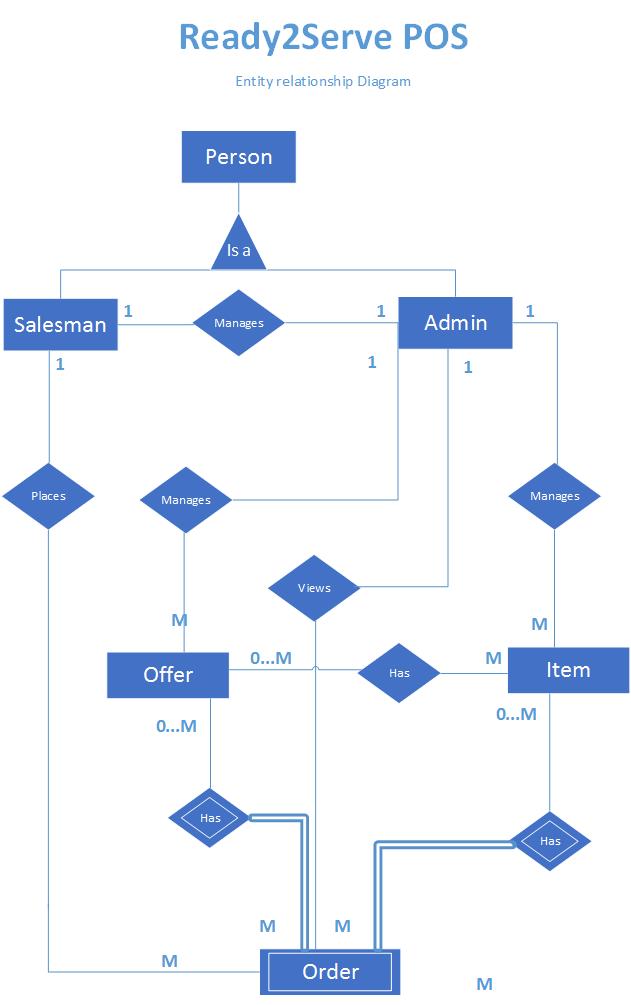 Ready2Serve POS
Entity relationship Diagram
Person
Is a
Salesman
1
Manages
1
Admin
1
1
1
1
Places
Manages
Manages
Views
M
M
Offer
0...M
Has
M
Item
0...M
0...M
Has
Has
M
M
M
Order
M